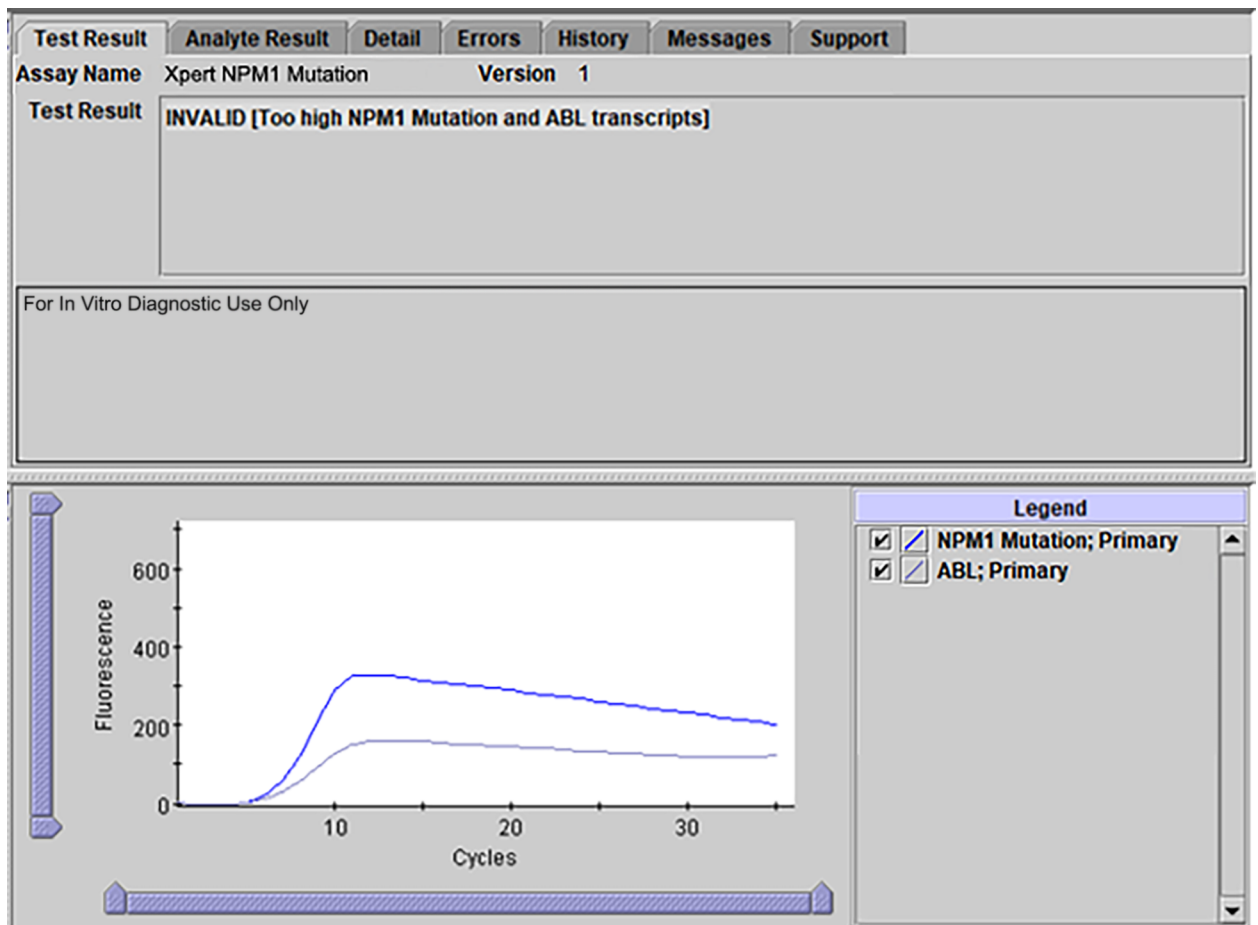 Test Result Analyte Result Detail Errors History Messages Support
Assay Name Xpert NPM1 Mutation Version 1
Test Result INVALID [Too high NPM1 Mutation and ABL transcripts]
For In Vitro Diagnostic Use Only
Legend
NPM1 Mutation; Primary
ABL; Primary
Fluorescence
600
400
200
0
10 20 30
Cycles